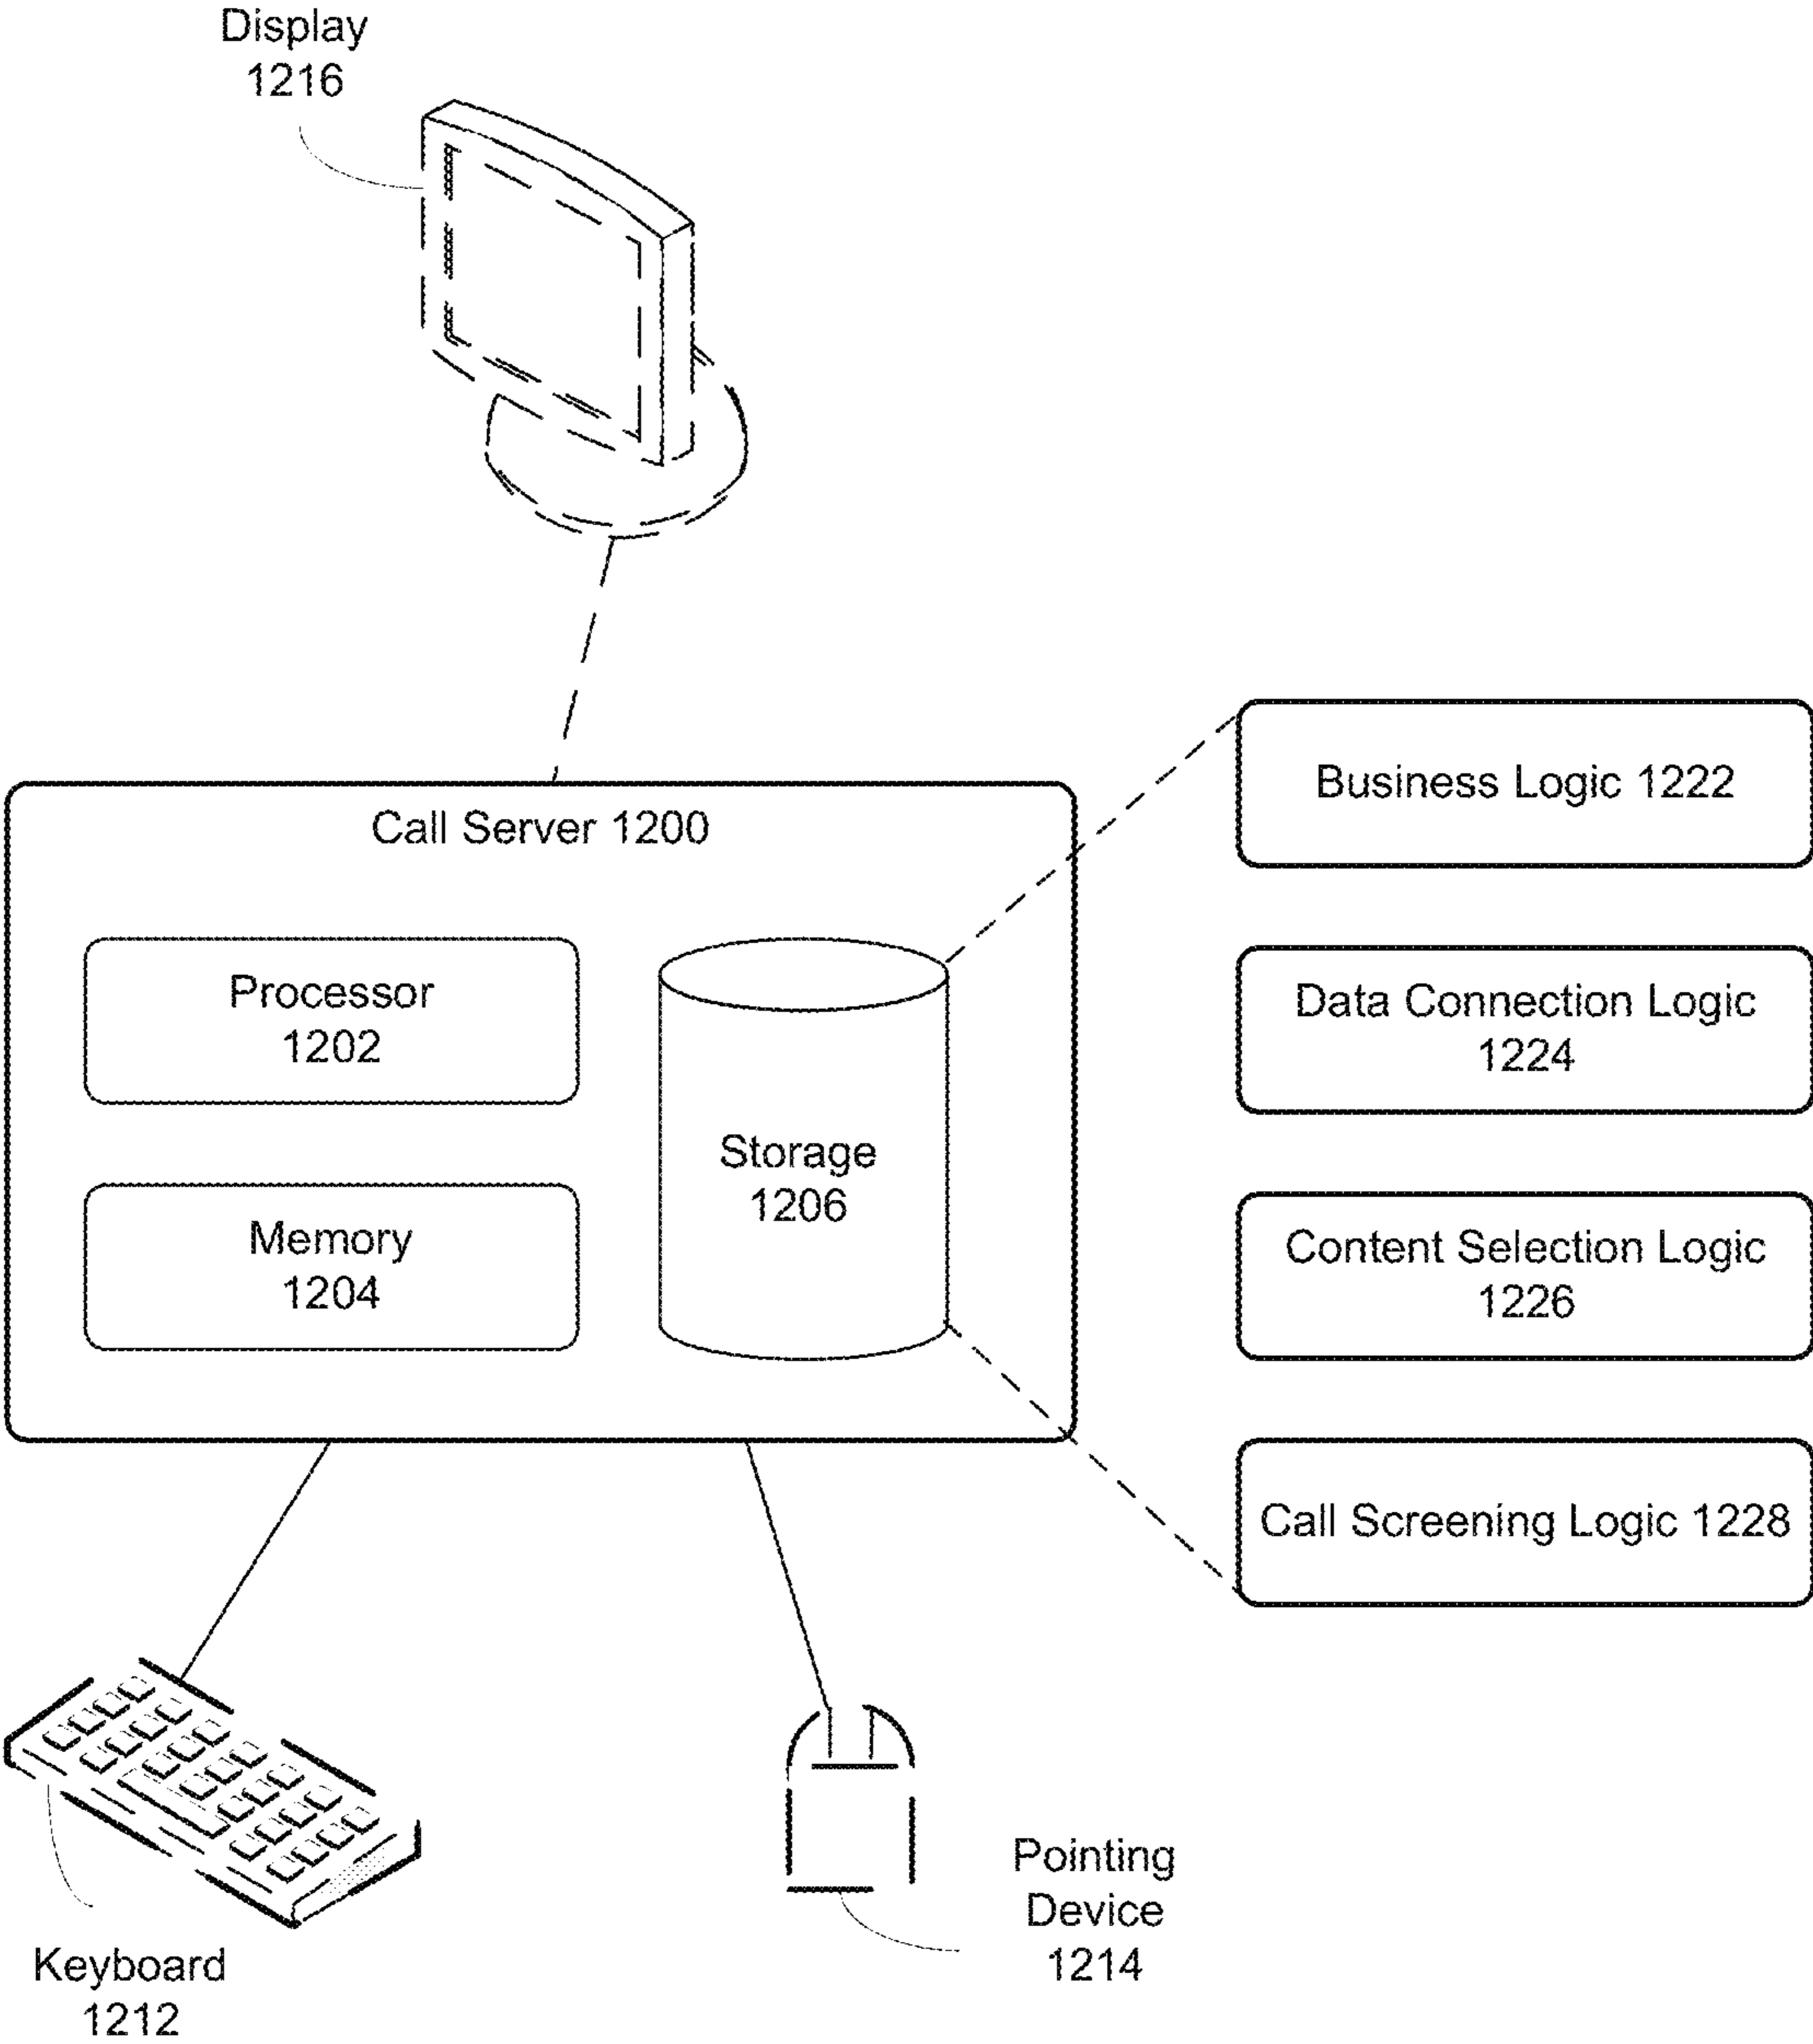 Display
1216
Business Logic 1222
Call Server 1200
Processor
1202
Data Connection Logic
1224
Storage
1206
Memory
1204
Content Selection Logic
1226
Call Screening Logic 1228
Pointing
Device
1214
Keyboard
1212